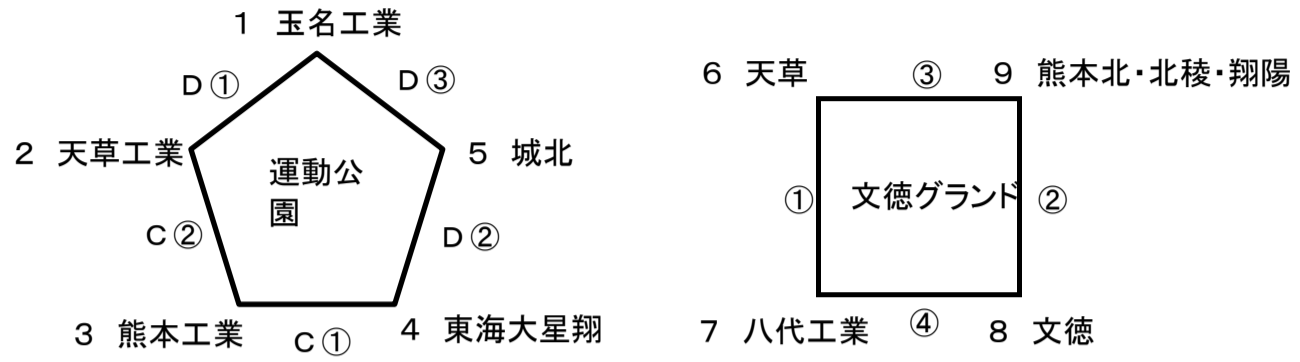 1 玉名工業
D①
D③
2 天草工業
5 城北
運動公
園
C②
D②
3 熊本工業
C①
4 東海大星翔
6 天草
③
9 熊本北・北稜・翔陽
①
文徳グランド
②
7 八代工業
④
8 文徳